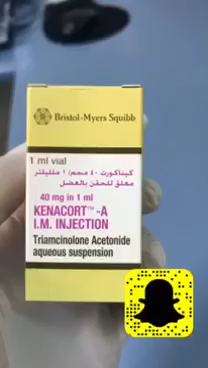 Bristol-Myers Squibb
1 ml vial
كيناكورت ٤٠ مجم/١ ملليلتر
معلق للحقن بالعضل
40 mg in 1 ml
KENACORT™-A
I.M. INJECTION
Triamcinolone Acetonide
aqueous suspension